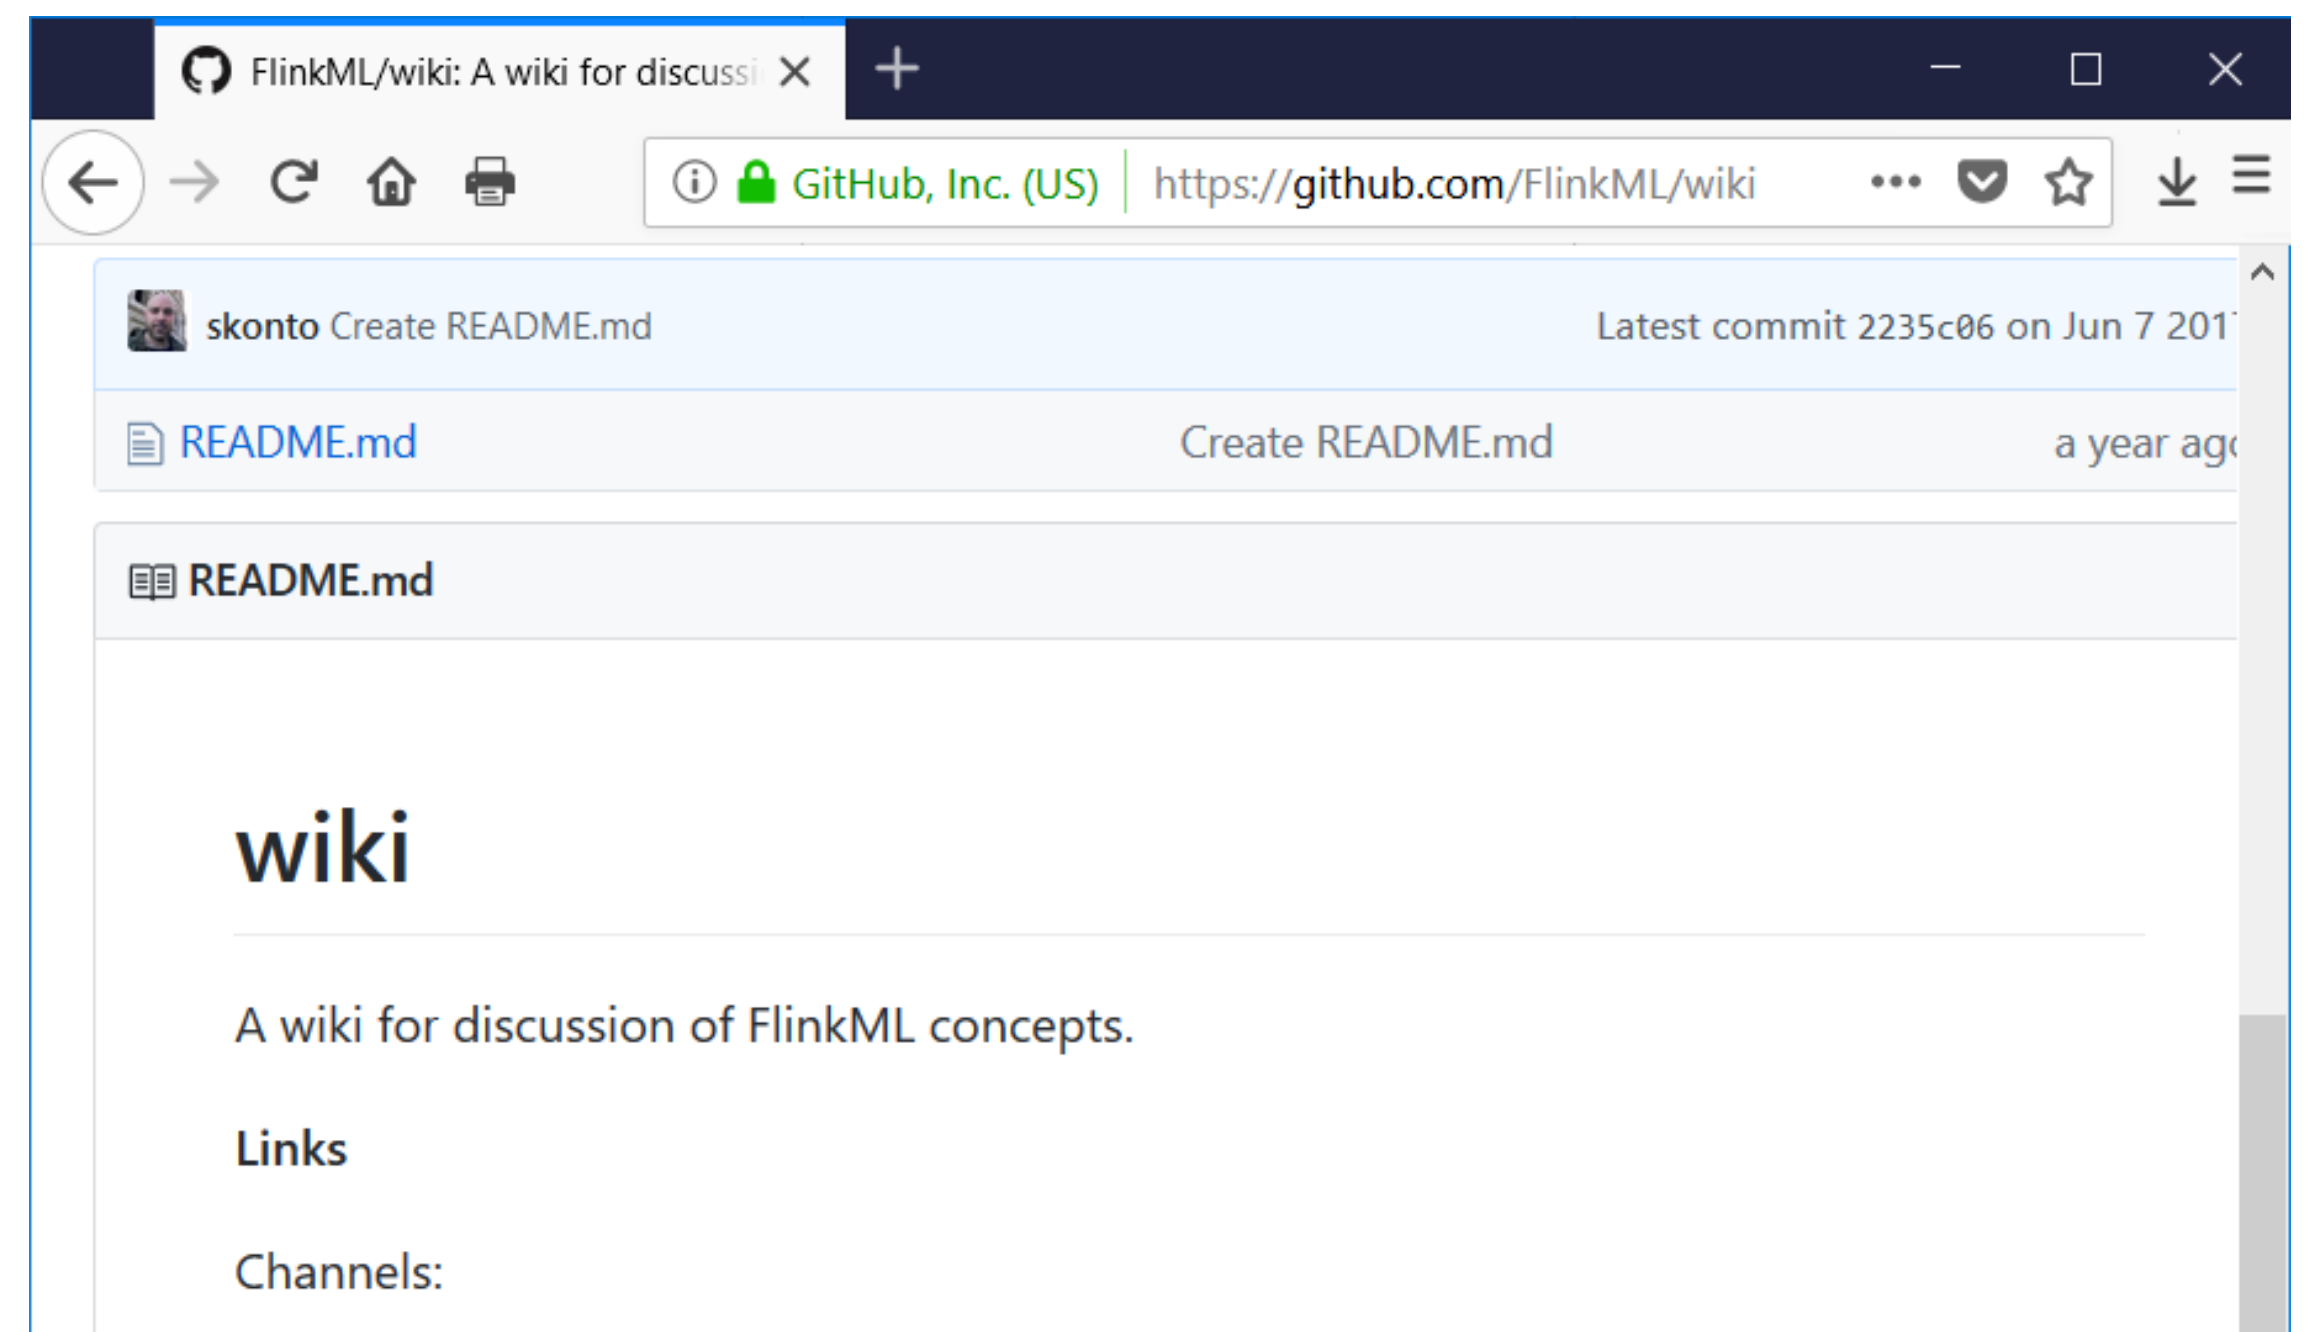 FlinkML/wiki: A wiki for discussi
GitHub, Inc. (US) https://github.com/FlinkML/wiki
skonto Create README.md Latest commit 2235c06 on Jun 7 201
README.md Create README.md a year ago
README.md
wiki
A wiki for discussion of FlinkML concepts.
Links
Channels: